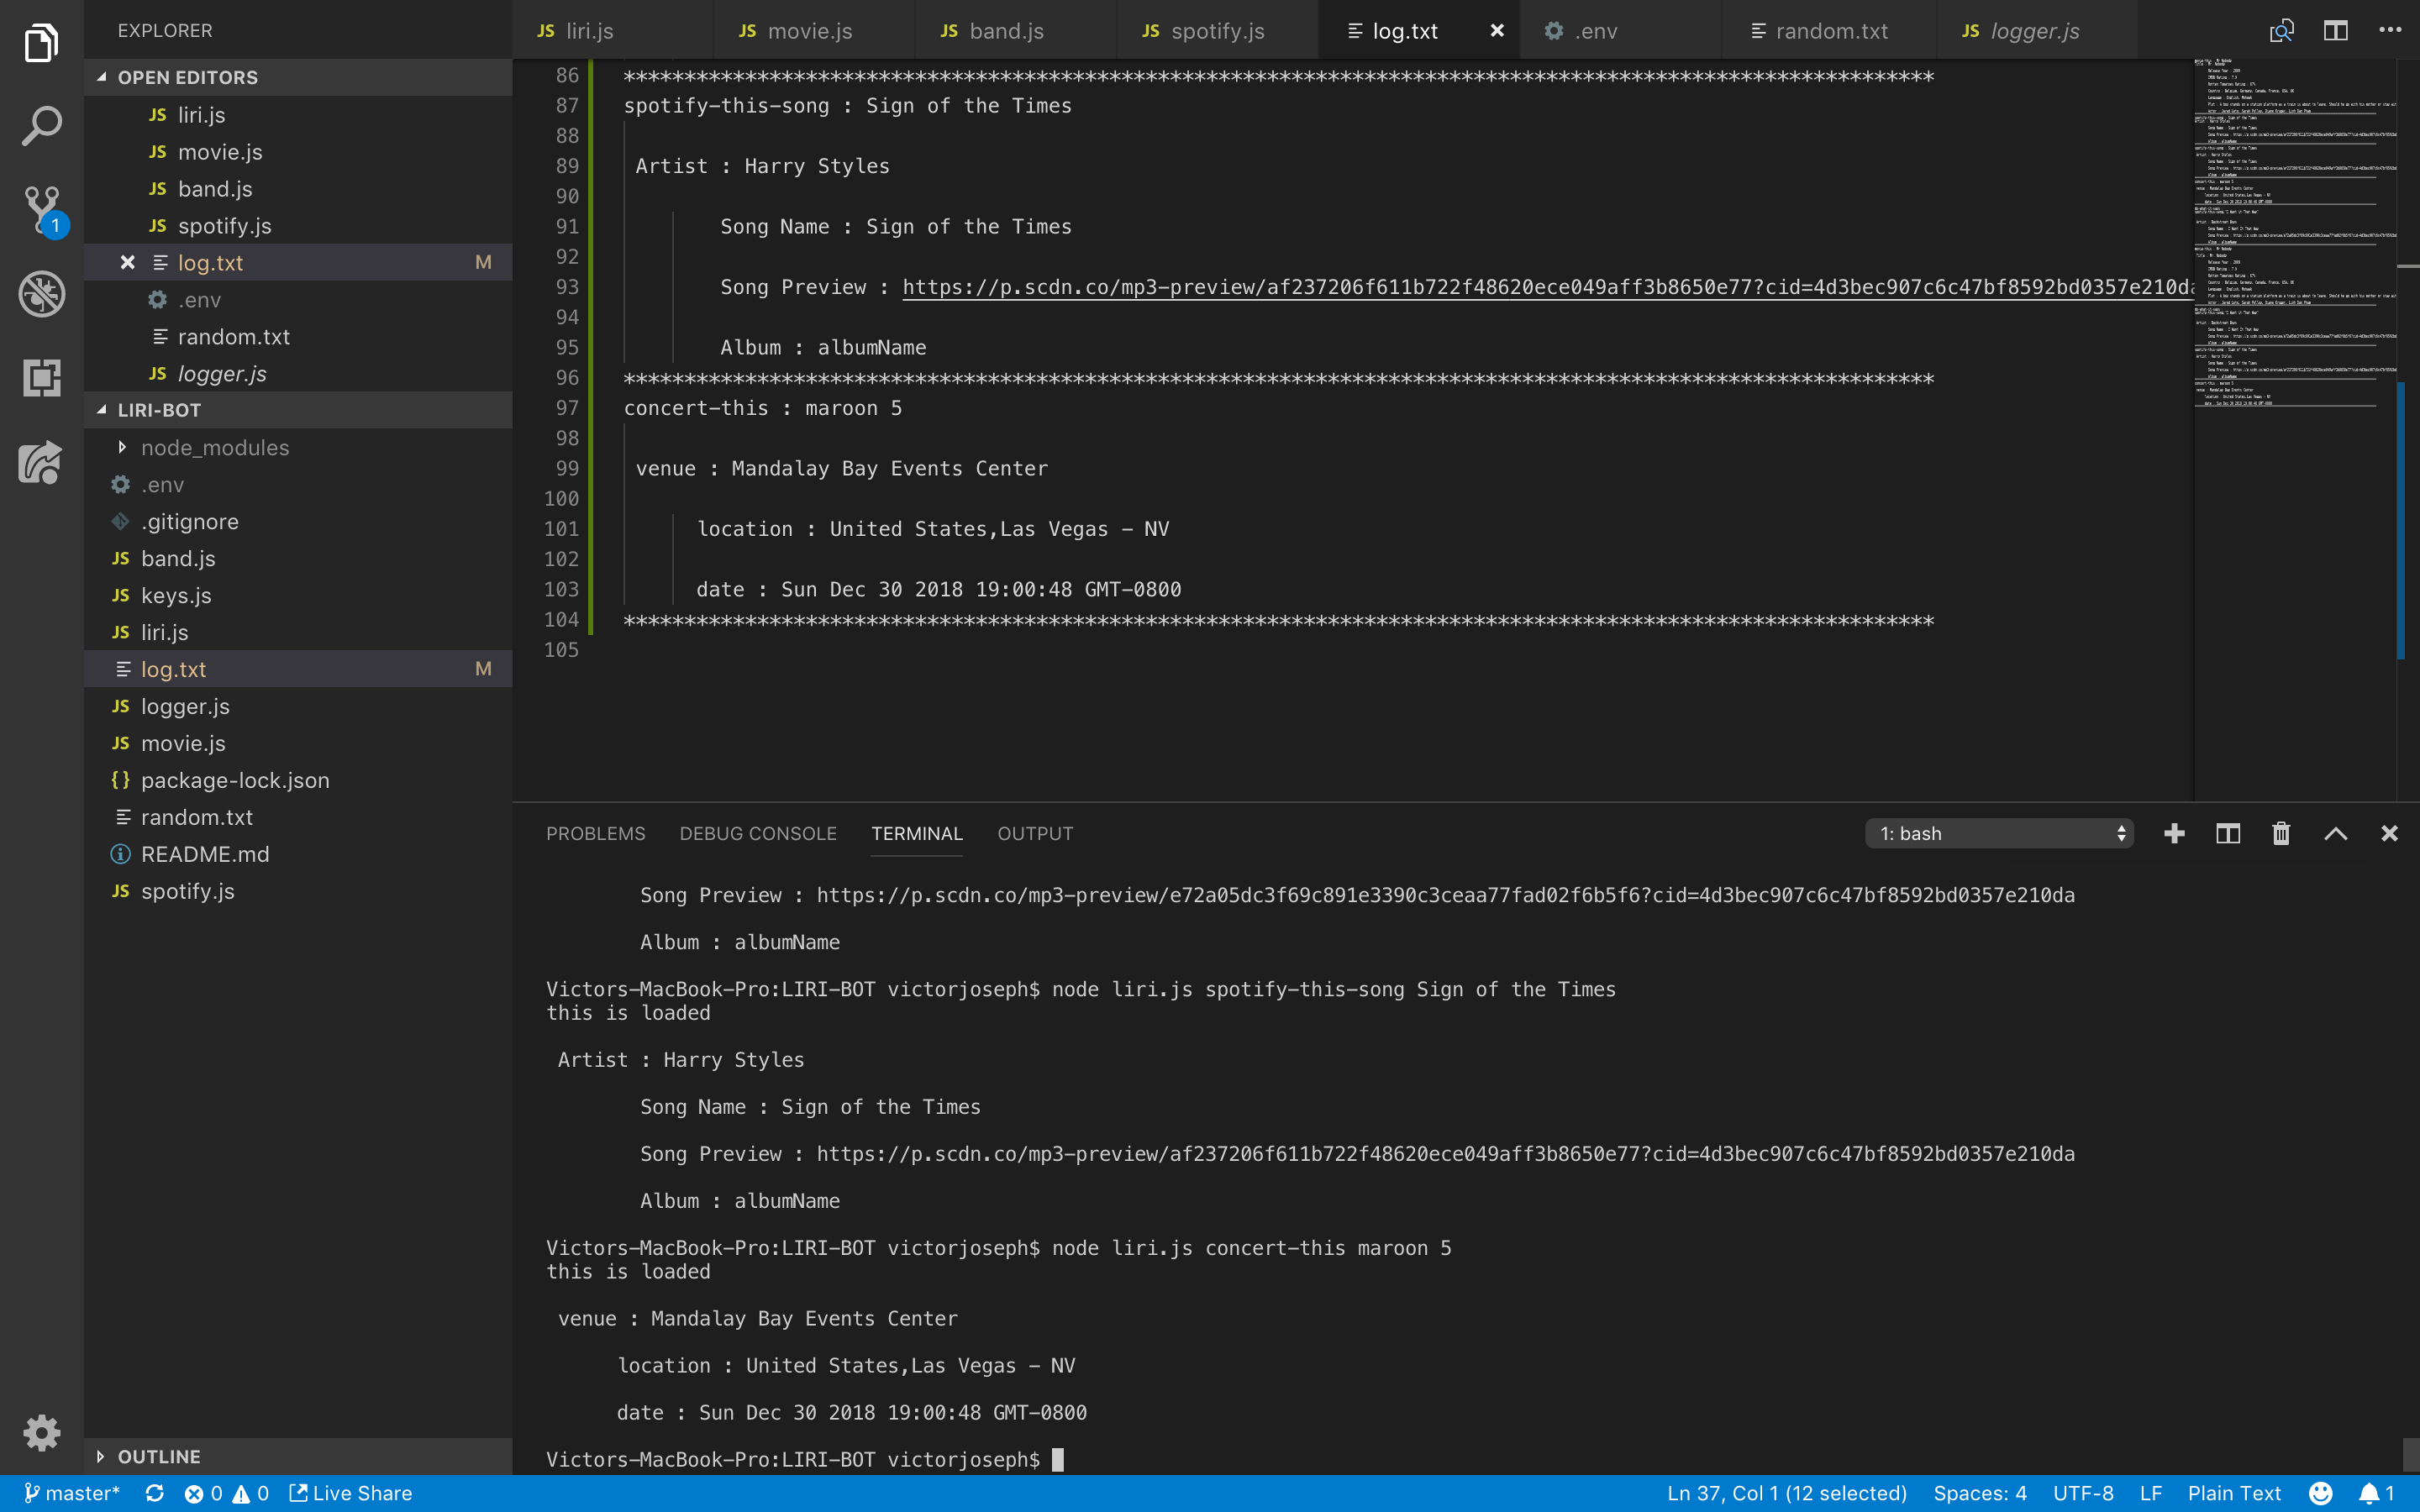 EXPLORER
OPEN EDITORS
JS liri.js
JS movie.js
JS band.js
JS spotify.js
log.txt M
.env
random.txt
JS logger.js
LIRI-BOT
node_modules
.env
.gitignore
JS band.js
JS keys.js
JS liri.js
log.txt M
JS logger.js
JS movie.js
{} package-lock.json
random.txt
README.md
JS spotify.js
OUTLINE
1
JS liri.js JS movie.js JS band.js JS spotify.js log.txt .env random.txt JS logger.js
86 ************************************************************************************************************
87 spotify-this-song : Sign of the Times
88
89 Artist : Harry Styles
90
91 Song Name : Sign of the Times
92
93 Song Preview : https://p.scdn.co/mp3-preview/af237206f611b722f48620ece049aff3b8650e77?cid=4d3bec907c6c47bf8592bd0357e210da
94
95 Album : albumName
96 ************************************************************************************************************
97 concert-this : maroon 5
98
99 venue : Mandalay Bay Events Center
100
101 location : United States,Las Vegas - NV
102
103 date : Sun Dec 30 2018 19:00:48 GMT-0800
104 ************************************************************************************************************
105
PROBLEMS DEBUG CONSOLE TERMINAL OUTPUT 1: bash
Song Preview : https://p.scdn.co/mp3-preview/e72a05dc3f69c891e3390c3ceaa77fad02f6b5f6?cid=4d3bec907c6c47bf8592bd0357e210da
Album : albumName
Victors-MacBook-Pro:LIRI-BOT victorjoseph$ node liri.js spotify-this-song Sign of the Times
this is loaded
Artist : Harry Styles
Song Name : Sign of the Times
Song Preview : https://p.scdn.co/mp3-preview/af237206f611b722f48620ece049aff3b8650e77?cid=4d3bec907c6c47bf8592bd0357e210da
Album : albumName
Victors-MacBook-Pro:LIRI-BOT victorjoseph$ node liri.js concert-this maroon 5
this is loaded
venue : Mandalay Bay Events Center
location : United States,Las Vegas - NV
date : Sun Dec 30 2018 19:00:48 GMT-0800
Victors-MacBook-Pro:LIRI-BOT victorjoseph$
master* 0 0 Live Share Ln 37, Col 1 (12 selected) Spaces: 4 UTF-8 LF Plain Text 1